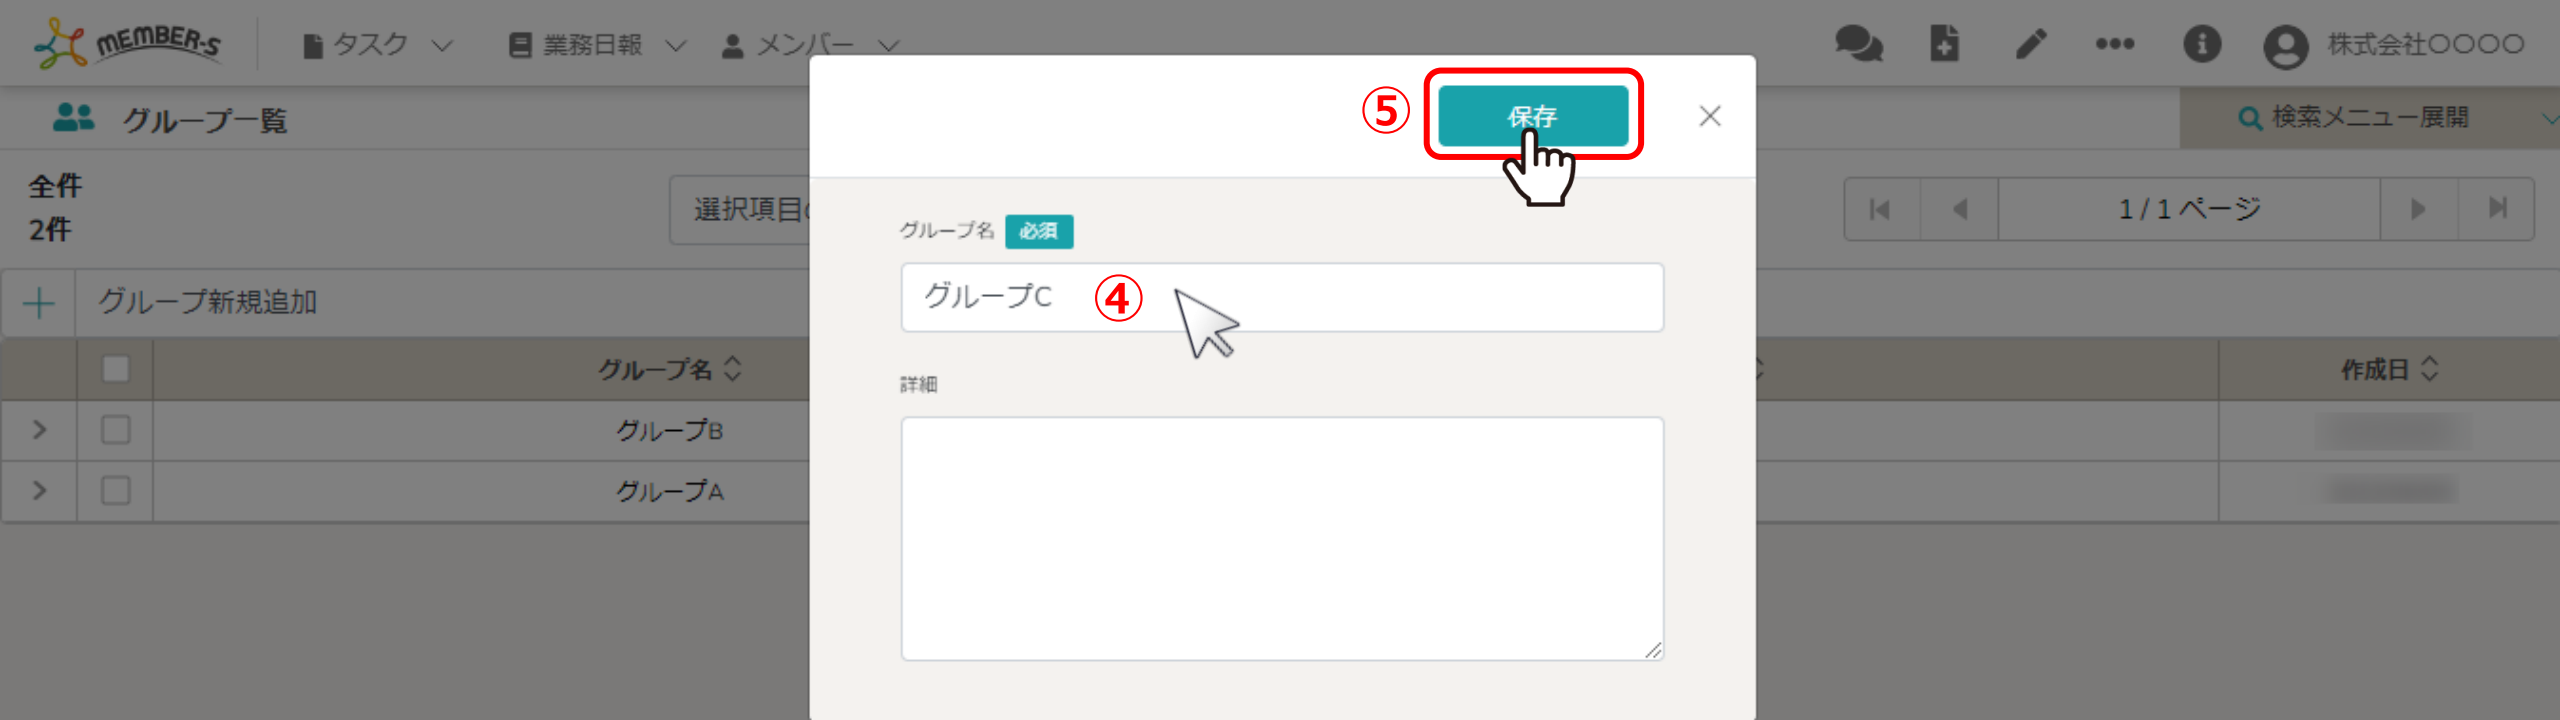 MEMBER-S タスク 業務日報 メンバー 株式会社〇〇〇〇
グループ一覧 検索メニュー展開
全件
2件
選択項目
1 / 1 ページ
グループ新規追加
グループ名 作成日
グループB
グループA
⑤ 保存
グループ名 必須
グループC ④
詳細